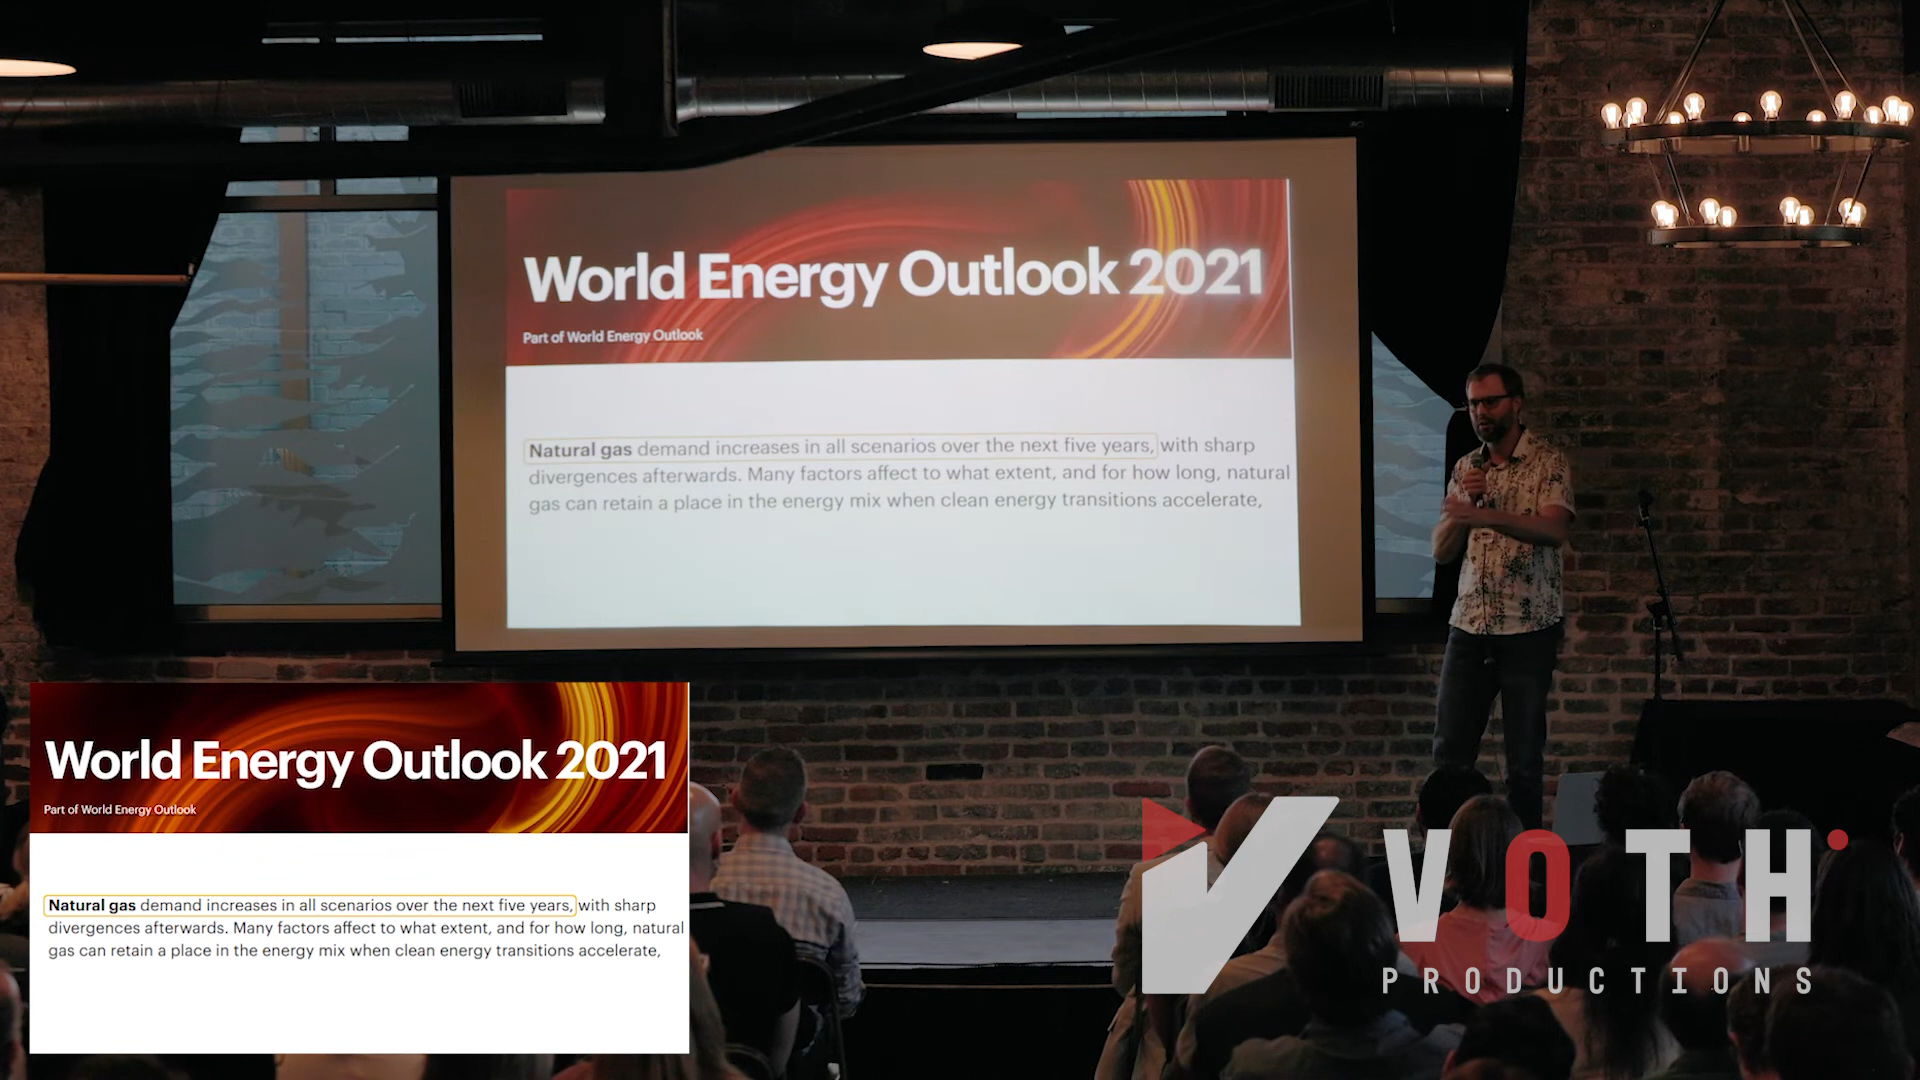 World Energy Outlook 2021
Part of World Energy Outlook
Natural gas demand increases in all scenarios over the next five years, with sharp
divergences afterwards. Many factors affect to what extent, and for how long, natural
gas can retain a place in the energy mix when clean energy transitions accelerate,
World Energy Outlook 2021
Part of World Energy Outlook
Natural gas demand increases in all scenarios over the next five years, with sharp
divergences afterwards. Many factors affect to what extent, and for how long, natural
gas can retain a place in the energy mix when clean energy transitions accelerate,
VOTH
PRODUCTIONS